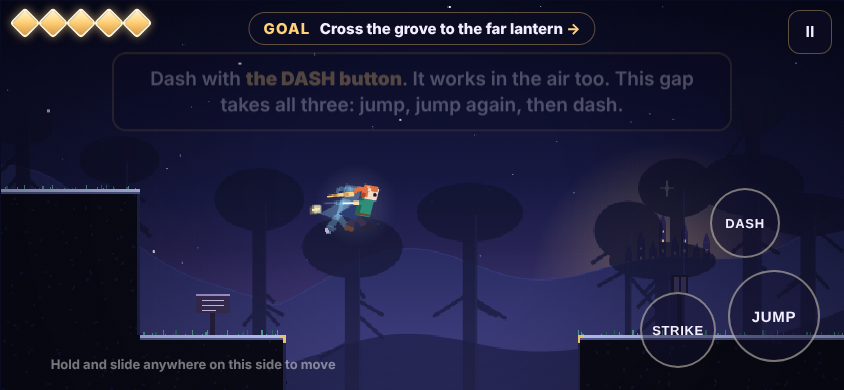 GOAL Cross the grove to the far lantern →
II
Dash with the DASH button. It works in the air too. This gap
takes all three: jump, jump again, then dash.
DASH
JUMP
STRIKE
Hold and slide anywhere on this side to move